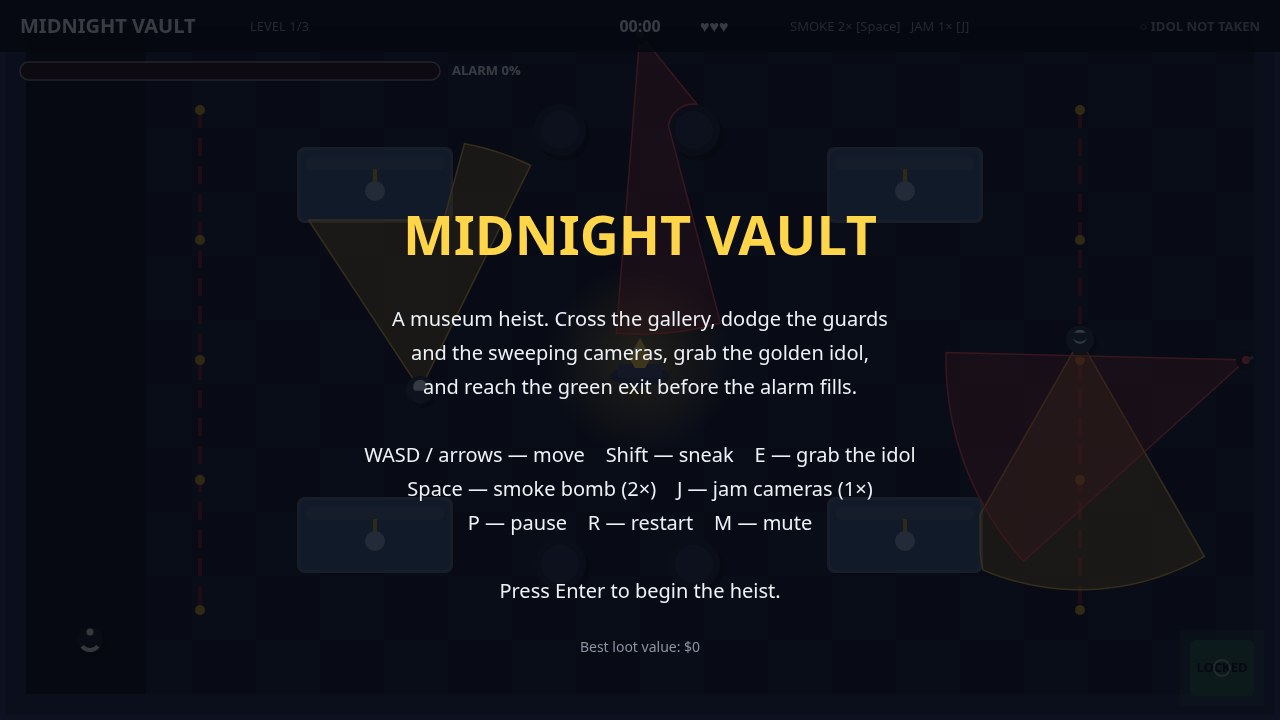 MIDNIGHT VAULT
LEVEL 1/3
00:00
♥♥♥
SMOKE 2× [Space] JAM 1× [J]
○ IDOL NOT TAKEN
ALARM 0%
MIDNIGHT VAULT
A museum heist. Cross the gallery, dodge the guards
and the sweeping cameras, grab the golden idol,
and reach the green exit before the alarm fills.
WASD / arrows — move Shift — sneak E — grab the idol
Space — smoke bomb (2×) J — jam cameras (1×)
P — pause R — restart M — mute
Press Enter to begin the heist.
Best loot value: $0
LOCKED